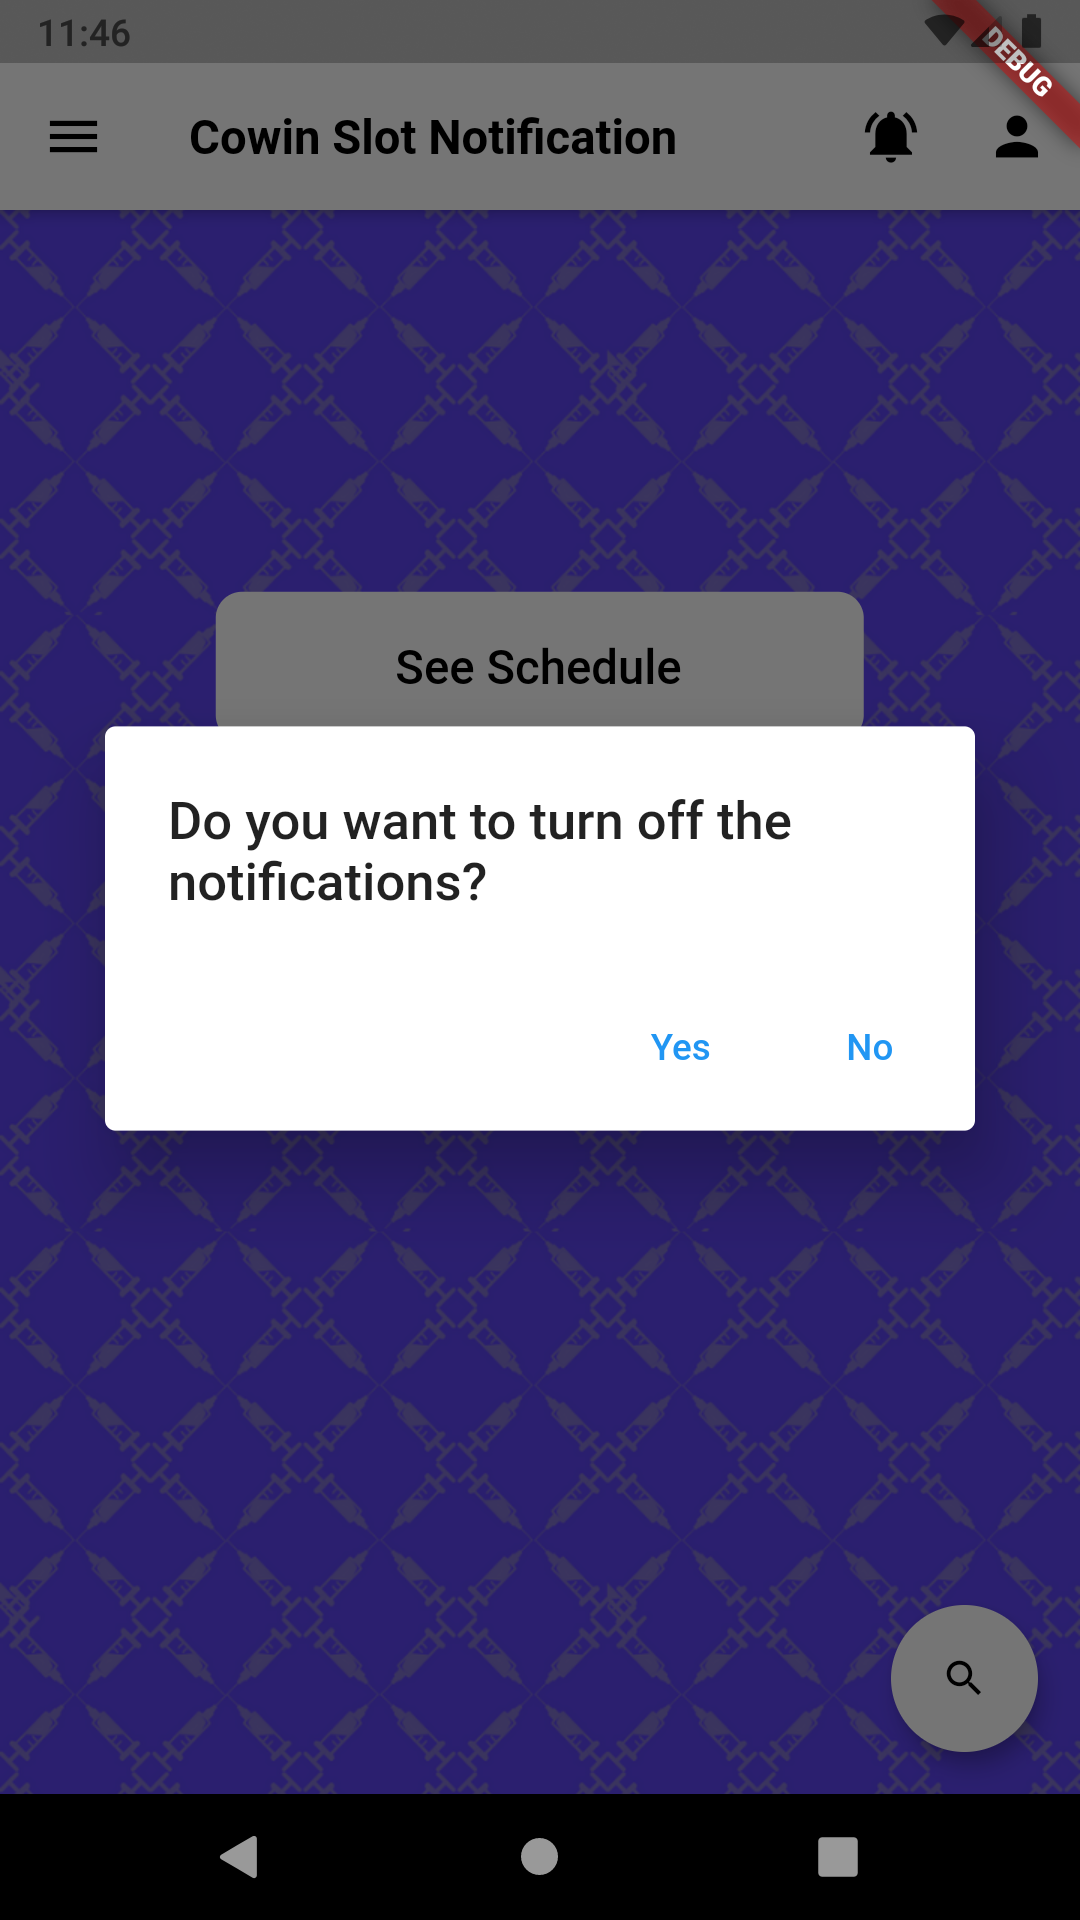 11:46
DEBUG
Cowin Slot Notification
See Schedule
Do you want to turn off the
notifications?
Yes No